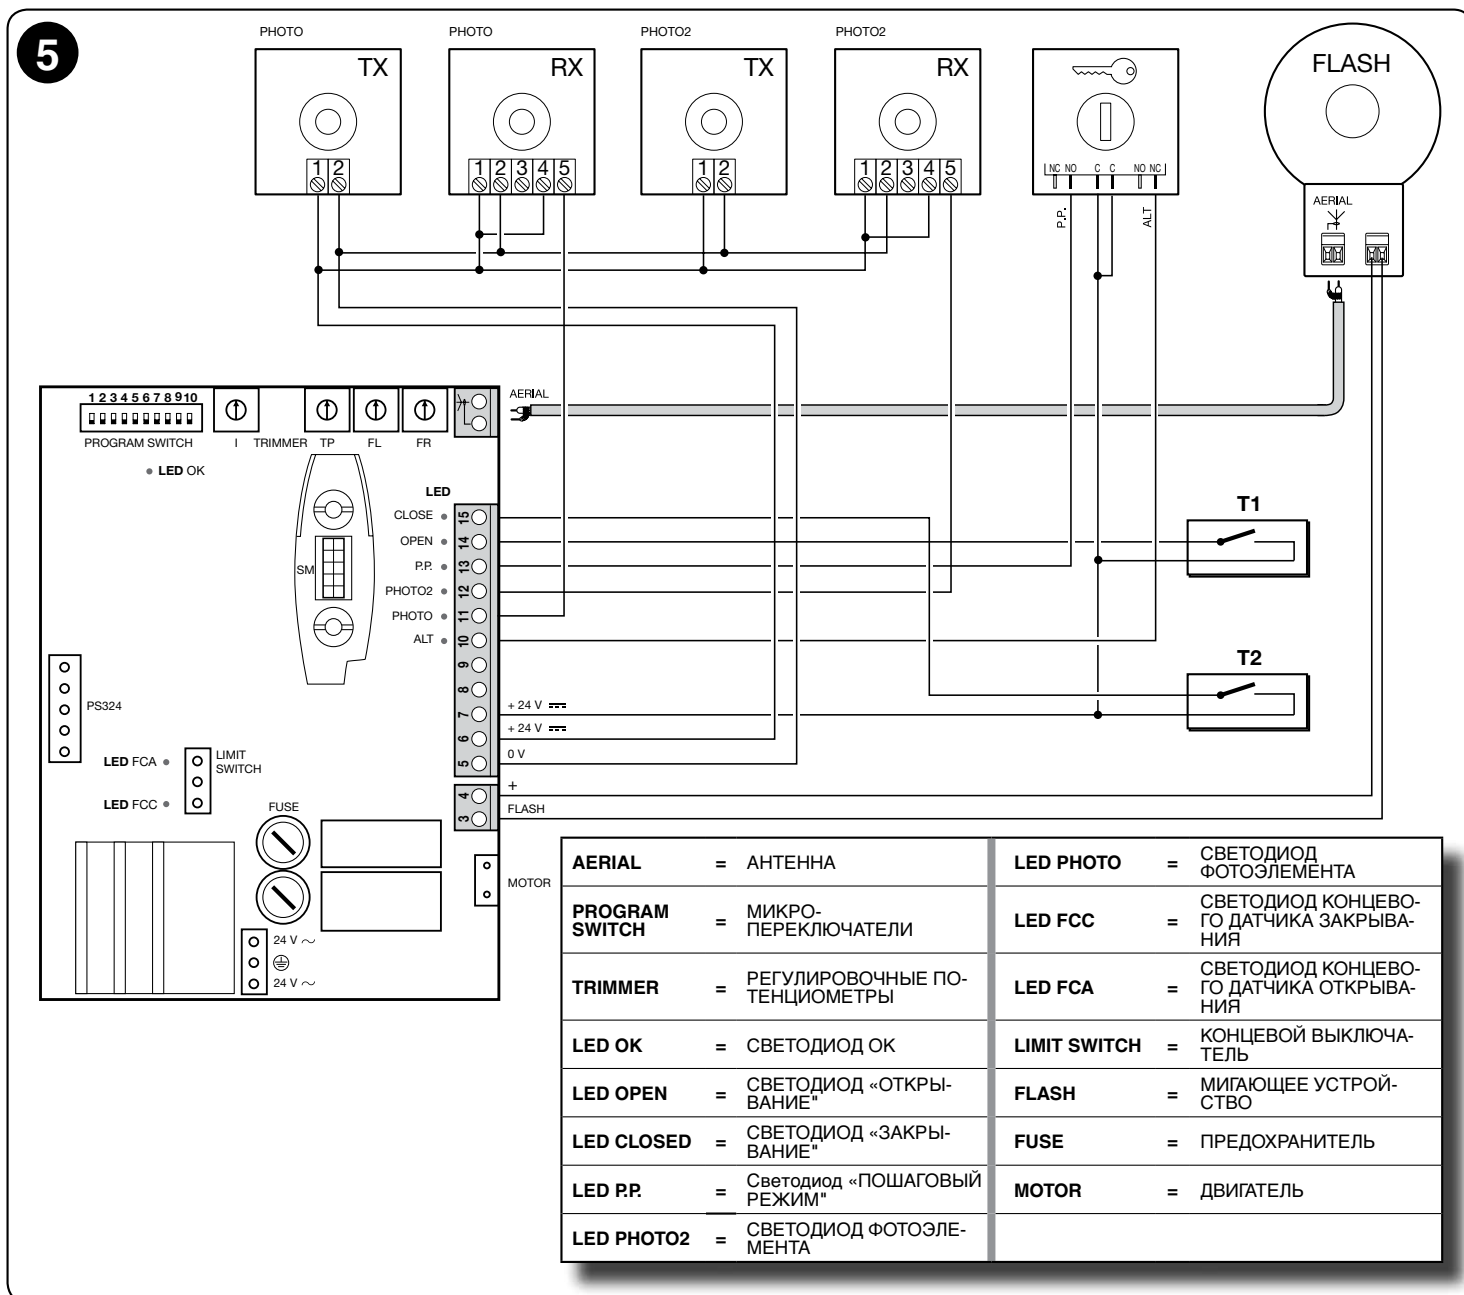 5
PHOTO
PHOTO
PHOTO2
PHOTO2
TX
RX
TX
RX
FLASH
1 2
1 2 3 4 5
1 2
1 2 3 4 5
NC NO C C NO NC
P.P.
ALT
AERIAL
1 2 3 4 5 6 7 8 9 10
PROGRAM SWITCH
I TRIMMER TP FL FR
AERIAL
LED OK
LED
CLOSE 15
OPEN 14
P.P. 13
PHOTO2 12
PHOTO 11
ALT 10
9
8
7 + 24 V
6 + 24 V
5 0 V
4 +
3 FLASH
SM
T1
T2
PS324
LED FCA
LIMIT
SWITCH
LED FCC
FUSE
MOTOR
24 V ~
24 V ~
AERIAL = АНТЕННА
PROGRAM
SWITCH = МИКРО-
ПЕРЕКЛЮЧАТЕЛИ
TRIMMER = РЕГУЛИРОВОЧНЫЕ ПО-
ТЕНЦИОМЕТРЫ
LED OK = СВЕТОДИОД ОК
LED OPEN = СВЕТОДИОД «ОТКРЫ-
ВАНИЕ"
LED CLOSED = СВЕТОДИОД «ЗАКРЫ-
ВАНИЕ"
LED P.P. = Светодиод «ПОШАГОВЫЙ
РЕЖИМ"
LED PHOTO2 = СВЕТОДИОД ФОТОЭЛЕ-
МЕНТА
LED PHOTO = СВЕТОДИОД
ФОТОЭЛЕМЕНТА
LED FCC = СВЕТОДИОД КОНЦЕВО-
ГО ДАТЧИКА ЗАКРЫВА-
НИЯ
LED FCA = СВЕТОДИОД КОНЦЕВО-
ГО ДАТЧИКА ОТКРЫВА-
НИЯ
LIMIT SWITCH = КОНЦЕВОЙ ВЫКЛЮЧА-
ТЕЛЬ
FLASH = МИГАЮЩЕЕ УСТРОЙ-
СТВО
FUSE = ПРЕДОХРАНИТЕЛЬ
MOTOR = ДВИГАТЕЛЬ